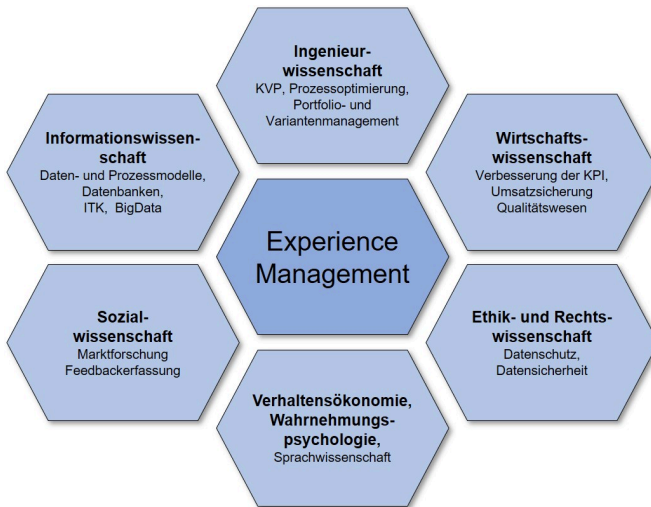 Ingenieur-
wissenschaft
KVP, Prozessoptimierung,
Portfolio- und
Variantenmanagement
Informationswissen-
schaft
Daten- und Prozessmodelle,
Datenbanken,
ITK, BigData
Wirtschafts-
wissenschaft
Verbesserung der KPI,
Umsatzsicherung
Qualitätswesen
Experience
Management
Sozial-
wissenschaft
Marktforschung
Feedbackerfassung
Ethik- und Rechts-
wissenschaft
Datenschutz,
Datensicherheit
Verhaltensökonomie,
Wahrnehmungs-
psychologie,
Sprachwissenschaft